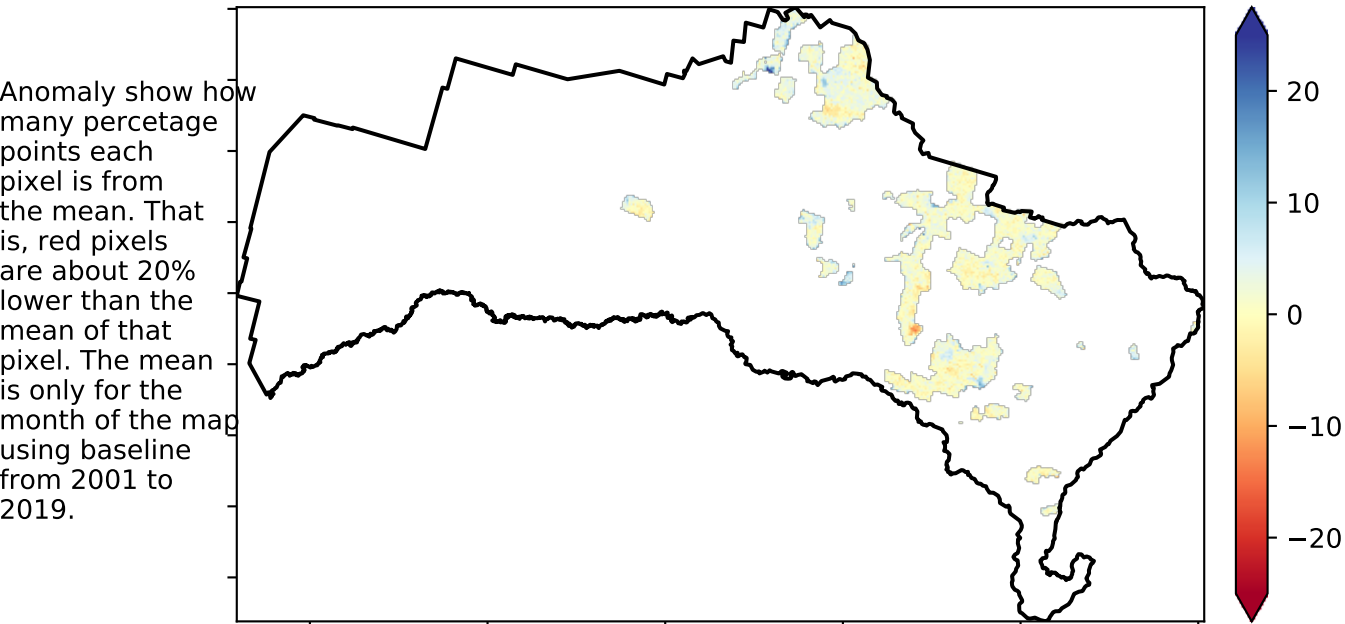 Anomaly show how
many percetage
points each
pixel is from
the mean. That
is, red pixels
are about 20%
lower than the
mean of that
pixel. The mean
is only for the
month of the map
using baseline
from 2001 to
2019.
20
10
0
−10
−20